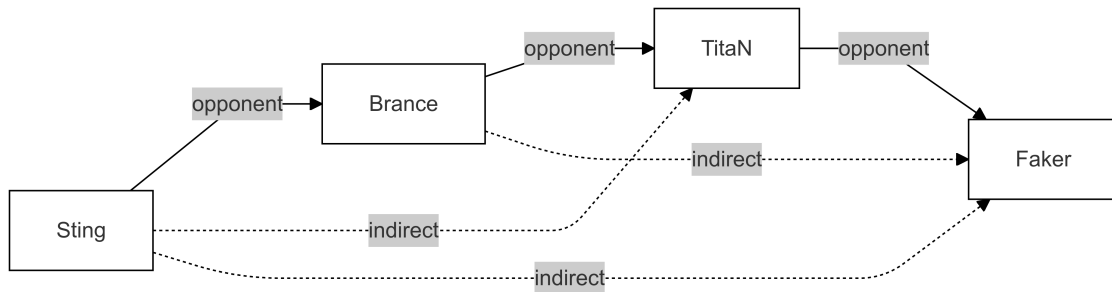 opponent
TitaN
opponent
opponent
Brance
indirect
Faker
Sting
indirect
indirect